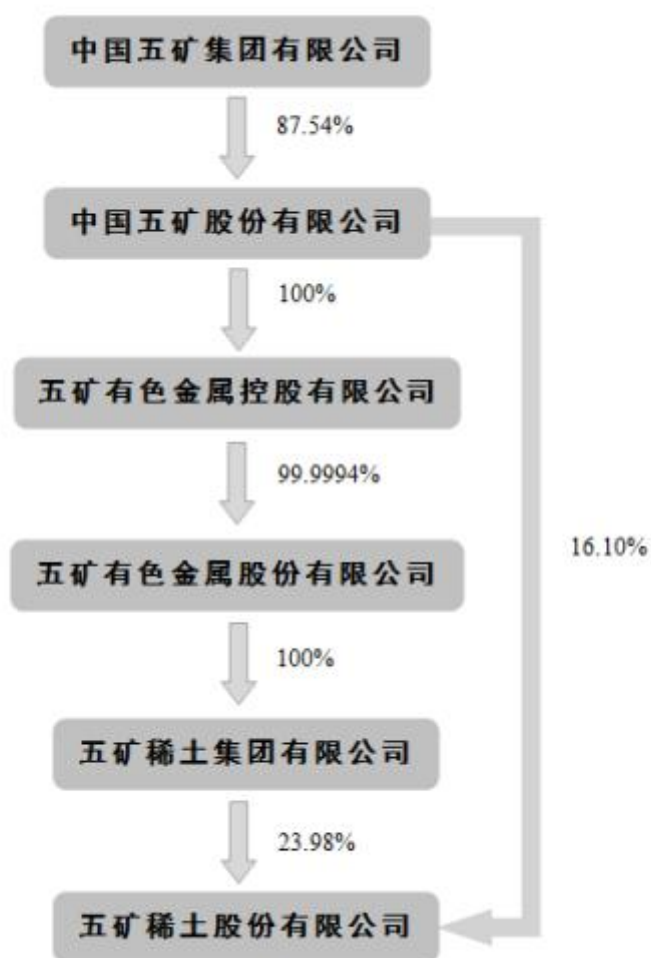 中国五矿集团有限公司
87.54%
中国五矿股份有限公司
100%
五矿有色金属控股有限公司
99.9994%
16.10%
五矿有色金属股份有限公司
100%
五矿稀土集团有限公司
23.98%
五矿稀土股份有限公司